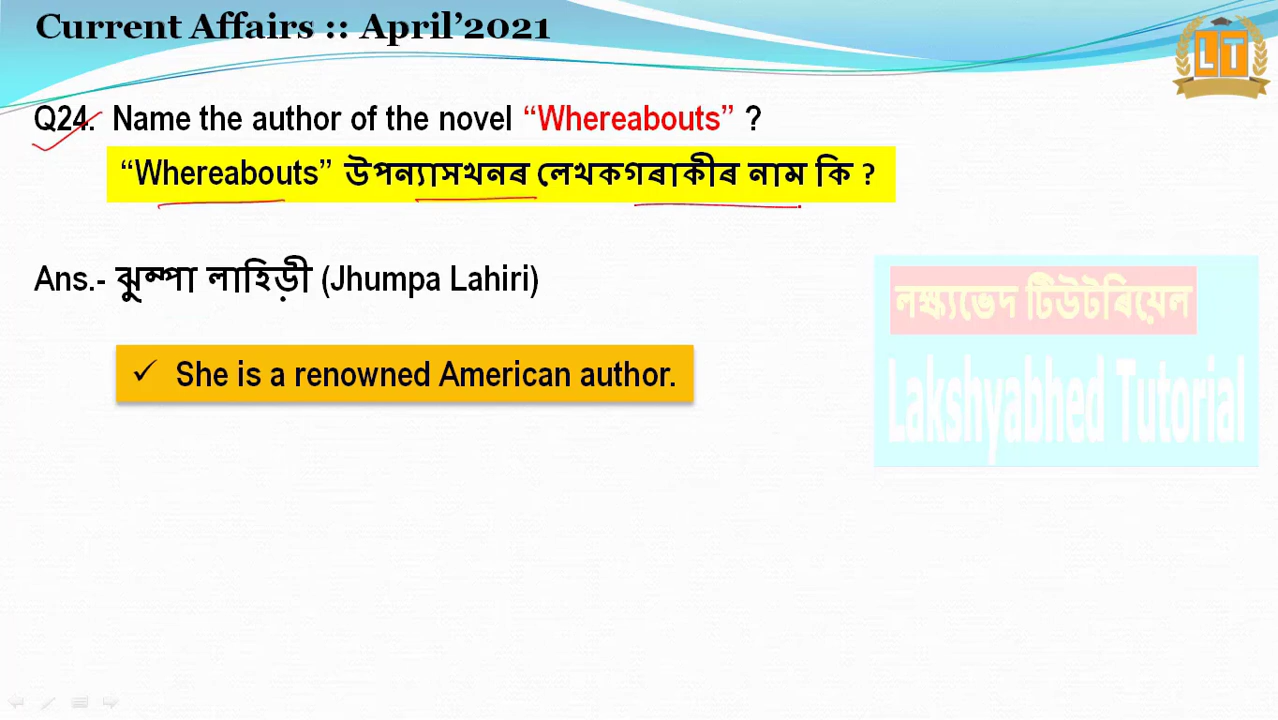 Current Affairs :: April’2021
LT
Q24. Name the author of the novel “Whereabouts” ?
“Whereabouts” উপন্যাসখনৰ লেখকগৰাকীৰ নাম কি ?
Ans.- ঝুম্পা লাহিড়ী (Jhumpa Lahiri)
লক্ষ্যভেদ টিউটৰিয়েল
Lakshyabhed Tutorial
✓ She is a renowned American author.